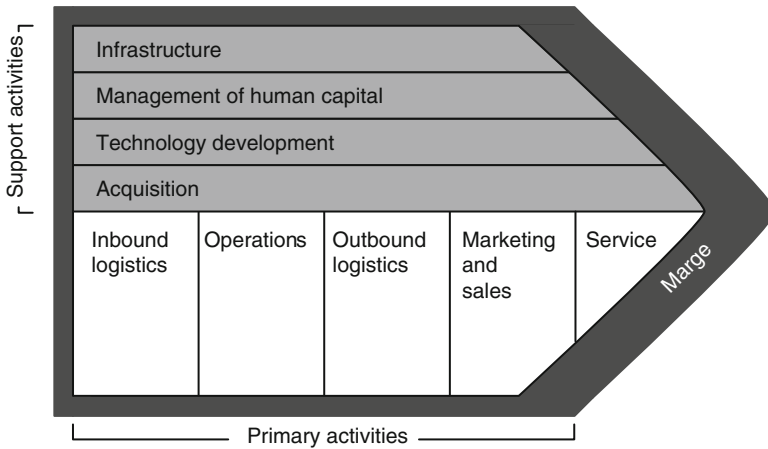 Support activities
Infrastructure
Management of human capital
Technology development
Acquisition
Inbound
logistics
Operations
Outbound
logistics
Marketing
and
sales
Service
Marge
Primary activities